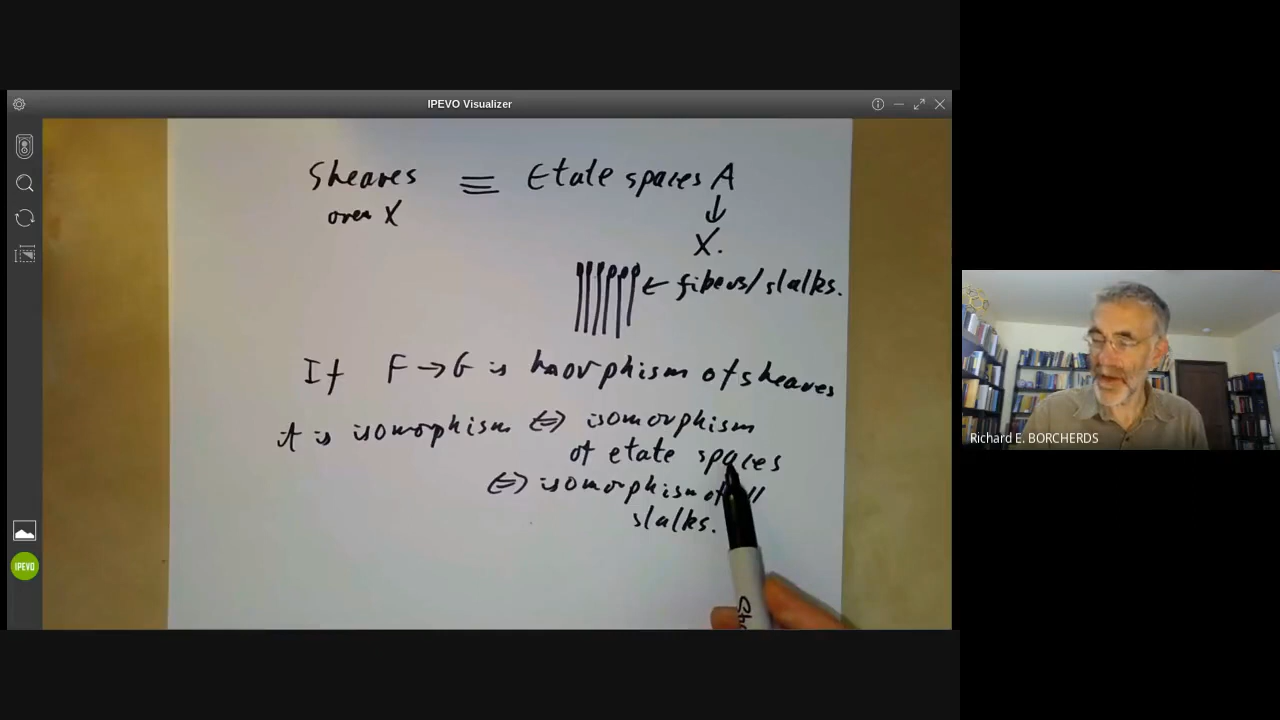 IPEVO Visualizer
Sheaves ≡ Etale spaces A
over X ↓
X.
← fibers/stalks.
If F → G is morphism of sheaves
it is isomorphism ⇔ isomorphism
of etale spaces
⇔ isomorphism of
stalks.
IPEVO
Richard E. BORCHERDS